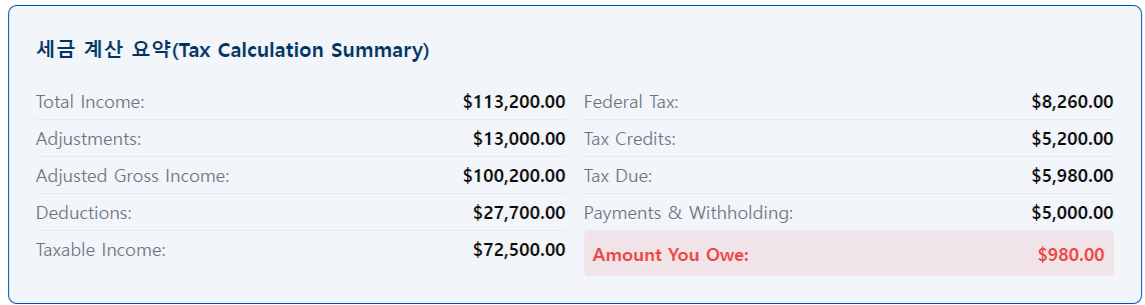 세금 계산 요약(Tax Calculation Summary)
Total Income: $113,200.00
Adjustments: $13,000.00
Adjusted Gross Income: $100,200.00
Deductions: $27,700.00
Taxable Income: $72,500.00
Federal Tax: $8,260.00
Tax Credits: $5,200.00
Tax Due: $5,980.00
Payments & Withholding: $5,000.00
Amount You Owe: $980.00